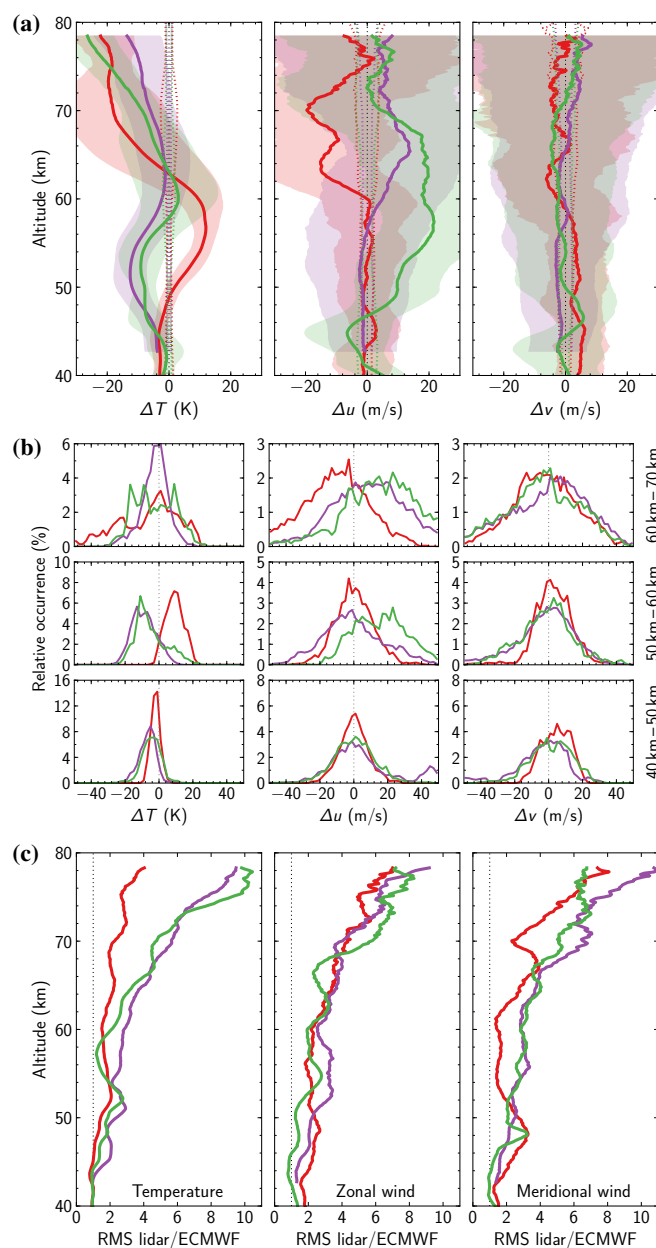 (a)
80
70
60
50
40
Altitude (km)
−20 0 20
−20 0 20
−20 0 20
ΔT (K)
Δu (m/s)
Δv (m/s)
(b)
6
4
2
0
3
2
1
0
3
2
1
0
60 km−70 km
10
8
6
4
2
0
5
4
3
2
1
0
5
4
3
2
1
0
50 km−60 km
16
12
8
4
0
8
6
4
2
0
8
6
4
2
0
40 km−50 km
Relative occurrence (%)
−40 −20 0 20 40
−40 −20 0 20 40
−40 −20 0 20 40
ΔT (K)
Δu (m/s)
Δv (m/s)
(c)
80
70
60
50
40
Altitude (km)
Temperature
Zonal wind
Meridional wind
0 2 4 6 8 10
0 2 4 6 8 10
0 2 4 6 8 10
RMS lidar/ECMWF
RMS lidar/ECMWF
RMS lidar/ECMWF